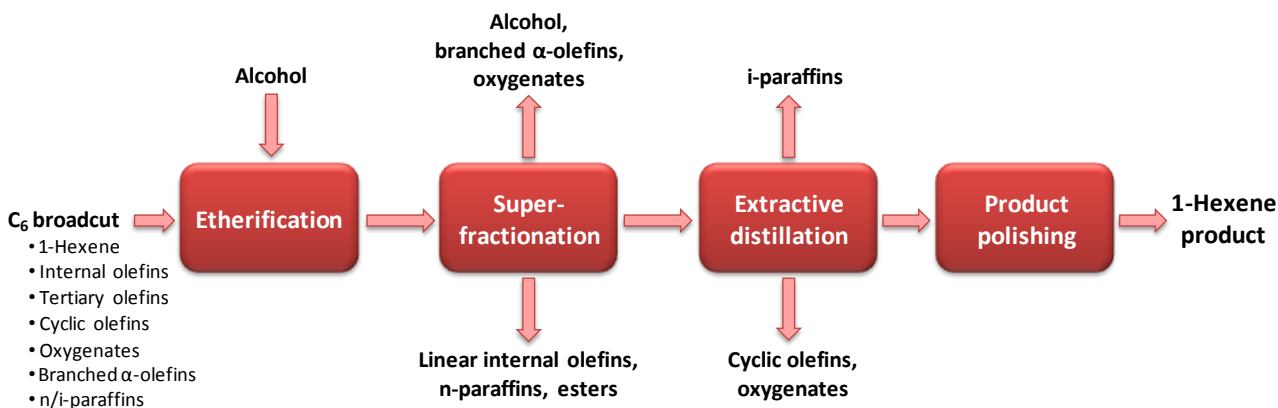 Alcohol
Alcohol,
branched α-olefins,
oxygenates
i-paraffins
C₆ broadcut
• 1-Hexene
• Internal olefins
• Tertiary olefins
• Cyclic olefins
• Oxygenates
• Branched α-olefins
• n/i-paraffins
Etherification
Super-
fractionation
Extractive
distillation
Product
polishing
1-Hexene
product
Linear internal olefins,
n-paraffins, esters
Cyclic olefins,
oxygenates